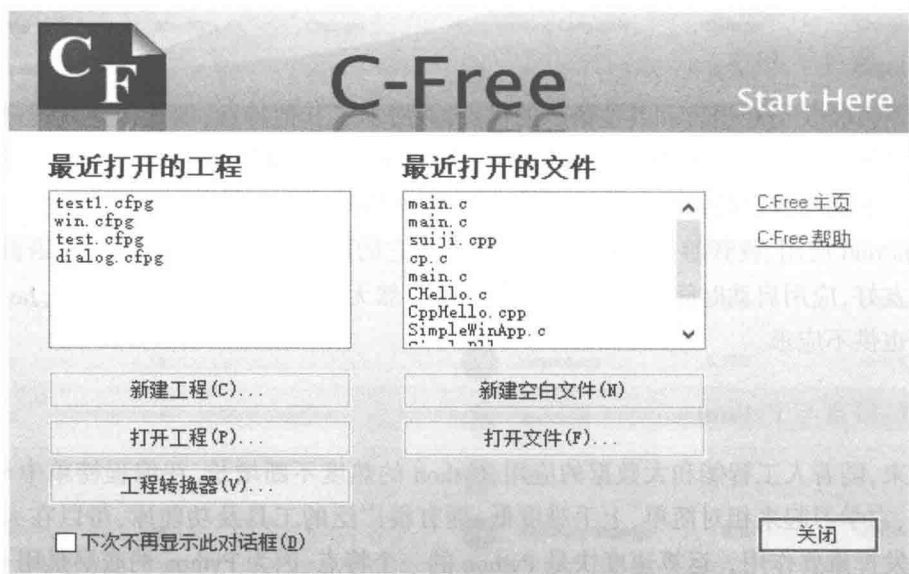 CF
C-Free
Start Here
最近打开的工程
test1.cfpg
win.cfpg
test.cfpg
dialog.cfpg
新建工程(C)...
打开工程(P)...
工程转换器(V)...
下次不再显示此对话框(D)
最近打开的文件
main.c
main.c
suiji.cpp
cp.c
main.c
CHello.c
CppHello.cpp
SimpleWinApp.c
新建空白文件(N)
打开文件(F)...
C-Free 主页
C-Free 帮助
关闭